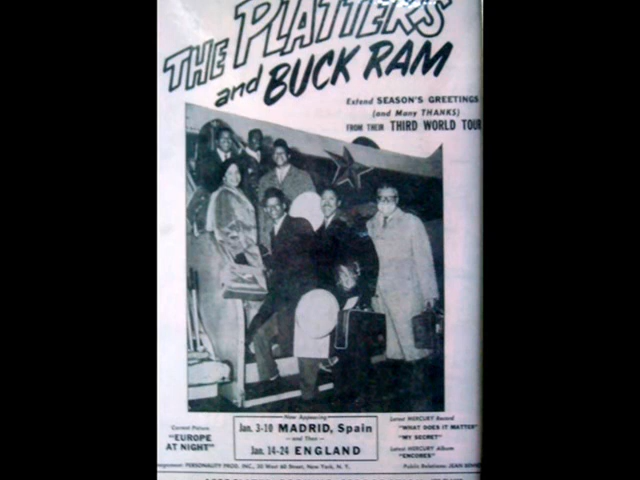 THE PLATTERS
and BUCK RAM
Extend SEASON'S GREETINGS
(and Many THANKS)
FROM THEIR THIRD WORLD TOUR
Current Picture
"EUROPE
AT NIGHT"
Now Appearing
Jan. 3-10 MADRID, Spain
and Then
Jan. 14-24 ENGLAND
Latest MERCURY Record
"WHAT DOES IT MATTER"
"MY SECRET"
Latest MERCURY Album
"ENCORES"
PERSONALITY PROD. INC., 20 West 60 Street, New York, N. Y.
Public Relations: JEAN